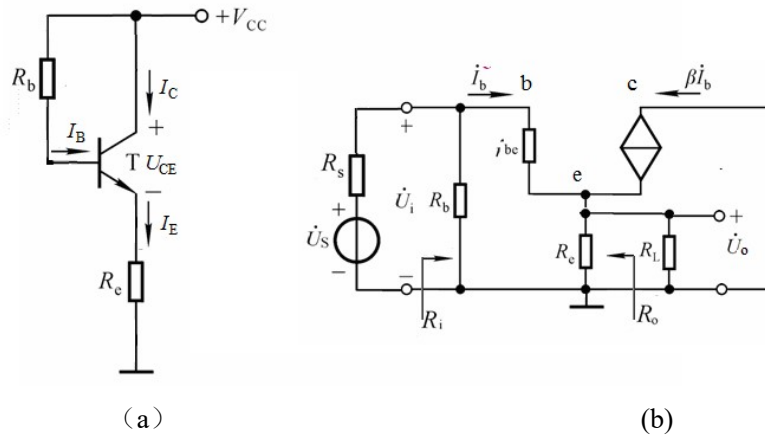 +V_CC
R_b
I_C
I_B
+
T U_CE
−
I_E
R_e
(a)
İ_b
b
c
βİ_b
+
R_s
U̇_i
R_b
r_be
e
+
U̇_S
−
R_e
R_L
+
U̇_o
−
R_i
R_o
(b)